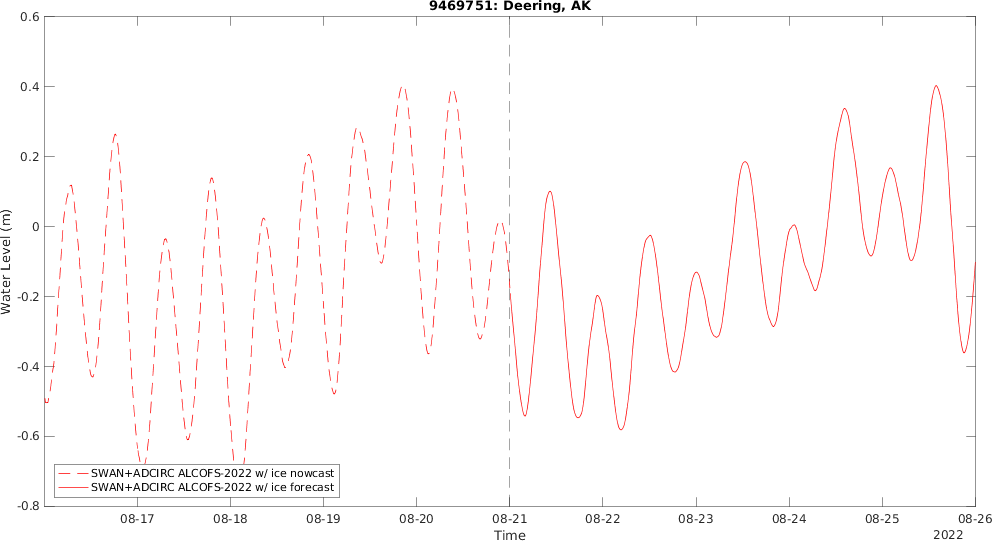 9469751: Deering, AK
0.6
0.4
0.2
0
-0.2
-0.4
-0.6
-0.8
Water Level (m)
SWAN+ADCIRC ALCOFS-2022 w/ ice nowcast
SWAN+ADCIRC ALCOFS-2022 w/ ice forecast
08-17 08-18 08-19 08-20 08-21 08-22 08-23 08-24 08-25 08-26
Time
2022